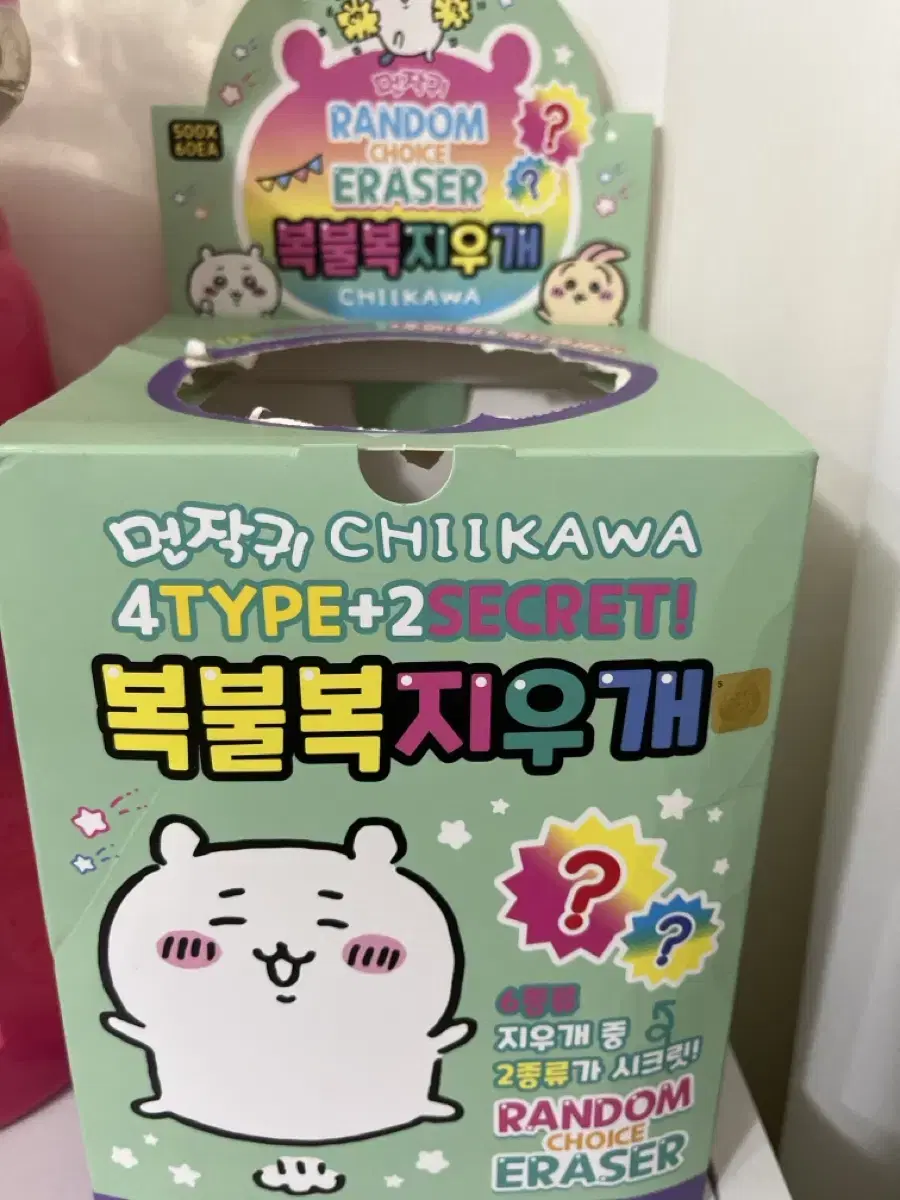 먼작귀
RANDOM
CHOICE
ERASER
500X
60EA
복불복지우개
CHIIKAWA
먼작귀 CHIIKAWA
4TYPE+2SECRET!
복불복지우개
6종류
지우개 중
2종류가 시크릿!
RANDOM
CHOICE
ERASER